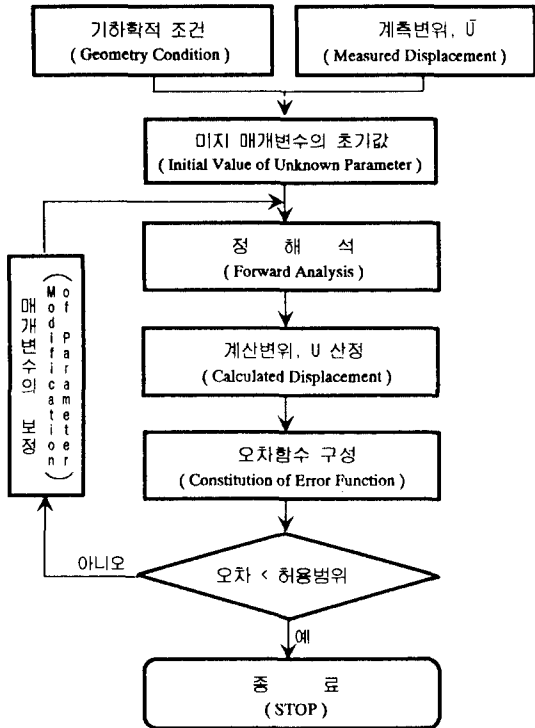 기하학적 조건
( Geometry Condition )
계측변위, Ū
( Measured Displacement )
미지 매개변수의 초기값
( Initial Value of Unknown Parameter )
정 해 석
( Forward Analysis )
계산변위, U 산정
( Calculated Displacement )
오차함수 구성
( Constitution of Error Function )
매개변수의 보정
(Modification
of Parameter)
아니오
오차 < 허용범위
예
종 료
( STOP )